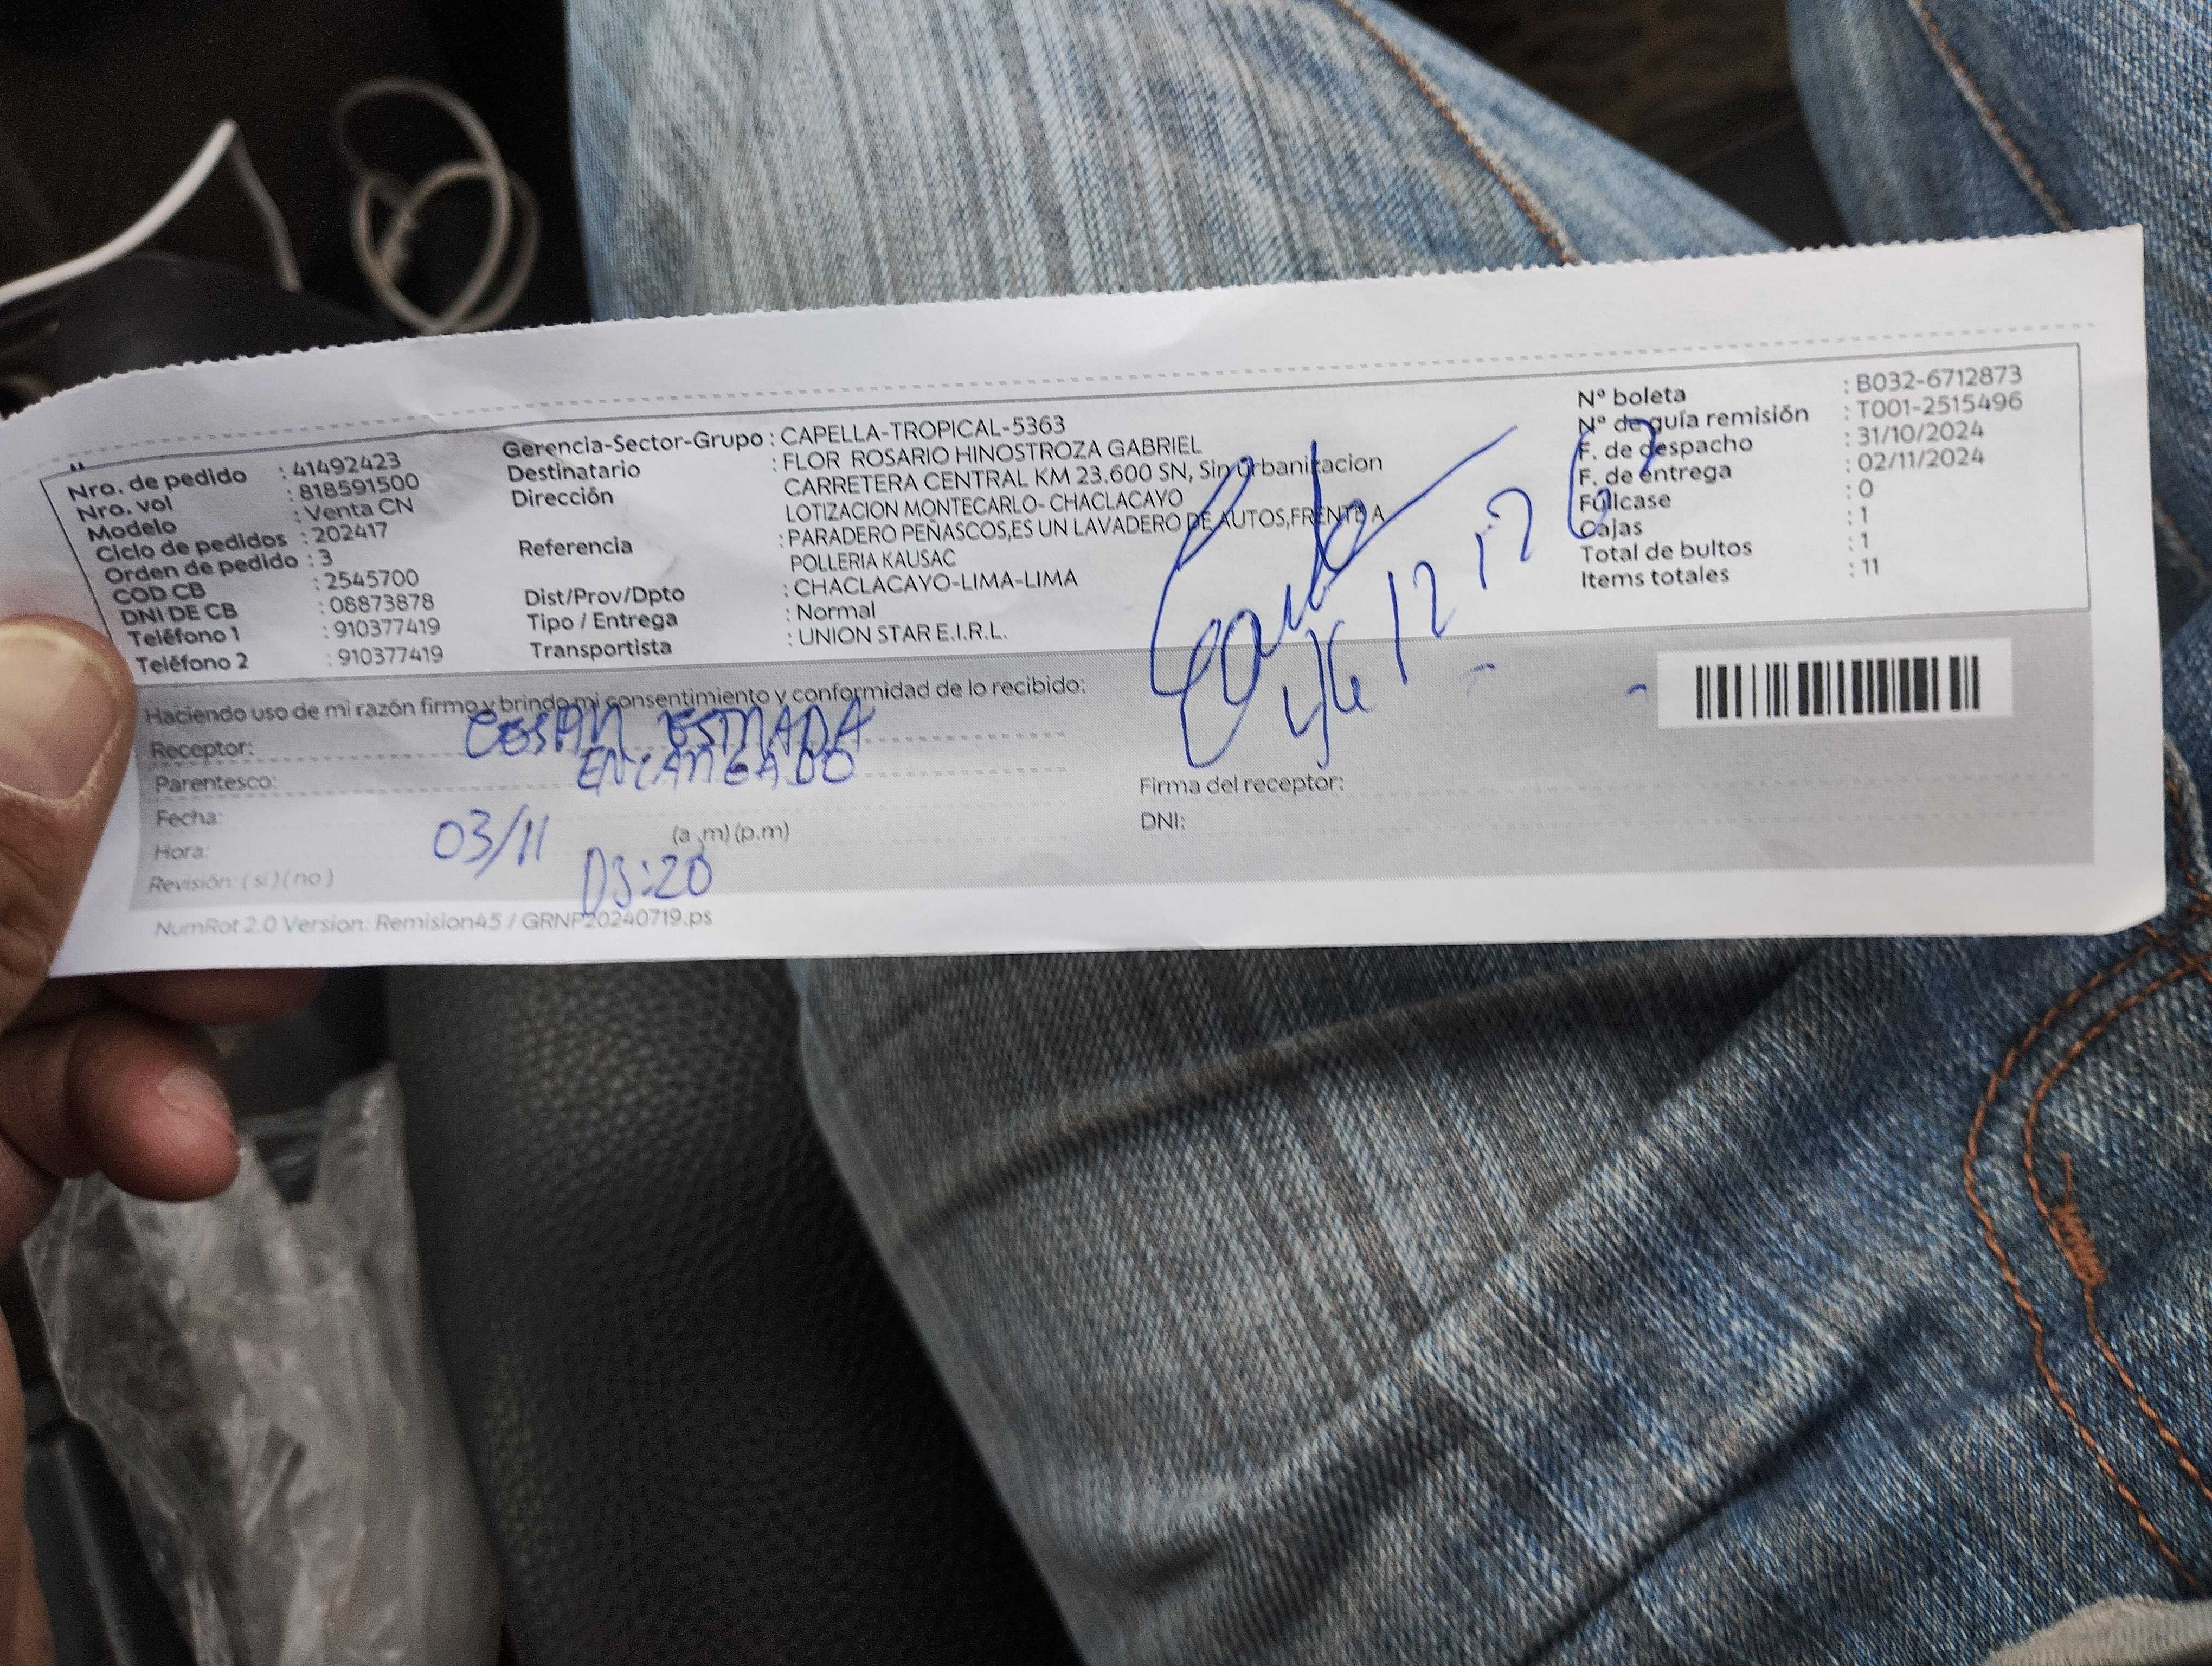 Nro. de pedido : 41492423
Nro. vol : 818591500
Modelo : Venta CN
Ciclo de pedidos : 202417
Orden de pedido : 3
COD CB : 2545700
DNI DE CB : 08873878
Teléfono 1 : 910377419
Teléfono 2 : 910377419
Gerencia-Sector-Grupo : CAPELLA-TROPICAL-5363
Destinatario : FLOR ROSARIO HINOSTROZA GABRIEL
Dirección CARRETERA CENTRAL KM 23.600 SN, Sin Urbanizacion
LOTIZACION MONTECARLO- CHACLACAYO
Referencia : PARADERO PEÑASCOS,ES UN LAVADERO DE AUTOS,FRENTE A
POLLERIA KAUSAC
Dist/Prov/Dpto : CHACLACAYO-LIMA-LIMA
Tipo / Entrega : Normal
Transportista : UNION STAR E.I.R.L.
N° boleta : B032-6712873
N° de guía remisión : T001-2515496
F. de despacho : 31/10/2024
F. de entrega : 02/11/2024
Fullcase : 0
Cajas : 1
Total de bultos : 1
Items totales : 11
Haciendo uso de mi razón firmo y brindo mi consentimiento y conformidad de lo recibido:
Receptor: CESAR ESTRADA
Parentesco: ENCARGADO
Fecha: 03/11
Hora: (a .m) (p.m) 03:20
Revisión: ( si ) ( no )
Firma del receptor:
DNI:
NumRot 2.0 Version: Remision45 / GRNP20240719.ps